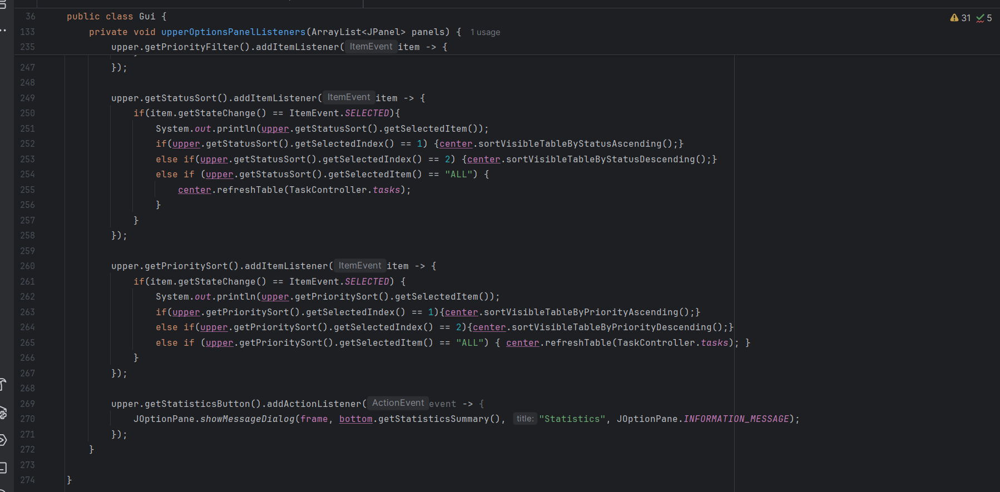 36 public class Gui {
31 5
133 private void upperOptionsPanelListeners(ArrayList<JPanel> panels) { 1 usage
235 upper.getPriorityFilter().addItemListener( ItemEvent item -> {
247 });
248
249 upper.getStatusSort().addItemListener( ItemEvent item -> {
250 if(item.getStateChange() == ItemEvent.SELECTED){
251 System.out.println(upper.getStatusSort().getSelectedItem());
252 if(upper.getStatusSort().getSelectedIndex() == 1) {center.sortVisibleTableByStatusAscending();}
253 else if(upper.getStatusSort().getSelectedIndex() == 2) {center.sortVisibleTableByStatusDescending();}
254 else if (upper.getStatusSort().getSelectedItem() == "ALL") {
255 center.refreshTable(TaskController.tasks);
256 }
257 }
258 });
259
260 upper.getPrioritySort().addItemListener( ItemEvent item -> {
261 if(item.getStateChange() == ItemEvent.SELECTED) {
262 System.out.println(upper.getPrioritySort().getSelectedItem());
263 if(upper.getPrioritySort().getSelectedIndex() == 1){center.sortVisibleTableByPriorityAscending();}
264 else if(upper.getPrioritySort().getSelectedIndex() == 2){center.sortVisibleTableByPriorityDescending();}
265 else if (upper.getPrioritySort().getSelectedItem() == "ALL") { center.refreshTable(TaskController.tasks); }
266 }
267 });
268
269 upper.getStatisticsButton().addActionListener( ActionEvent event -> {
270 JOptionPane.showMessageDialog(frame, bottom.getStatisticsSummary(), title: "Statistics", JOptionPane.INFORMATION_MESSAGE);
271 });
272 }
273
274 }